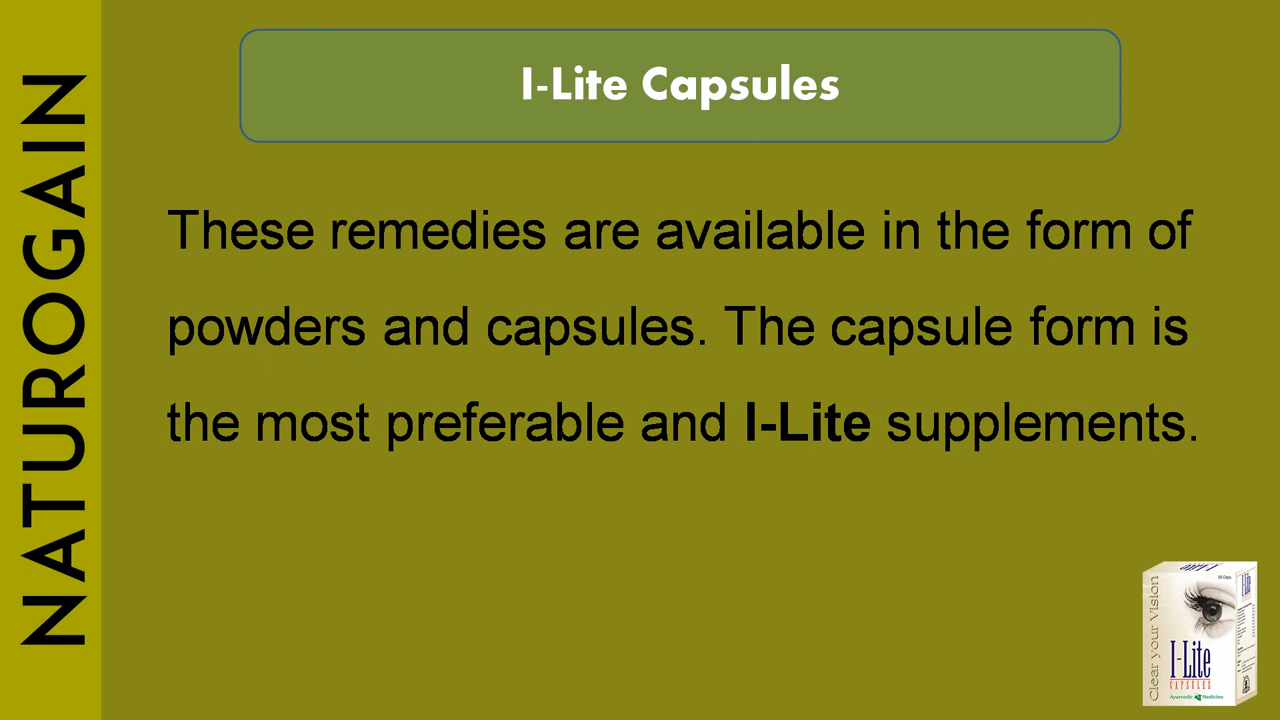 NATUROGAIN
I-Lite Capsules
These remedies are available in the form of
powders and capsules. The capsule form is
the most preferable and I-Lite supplements.
Clear your Vision
I-Lite
CAPSULES
Ayurvedic Medicine
I-Lite